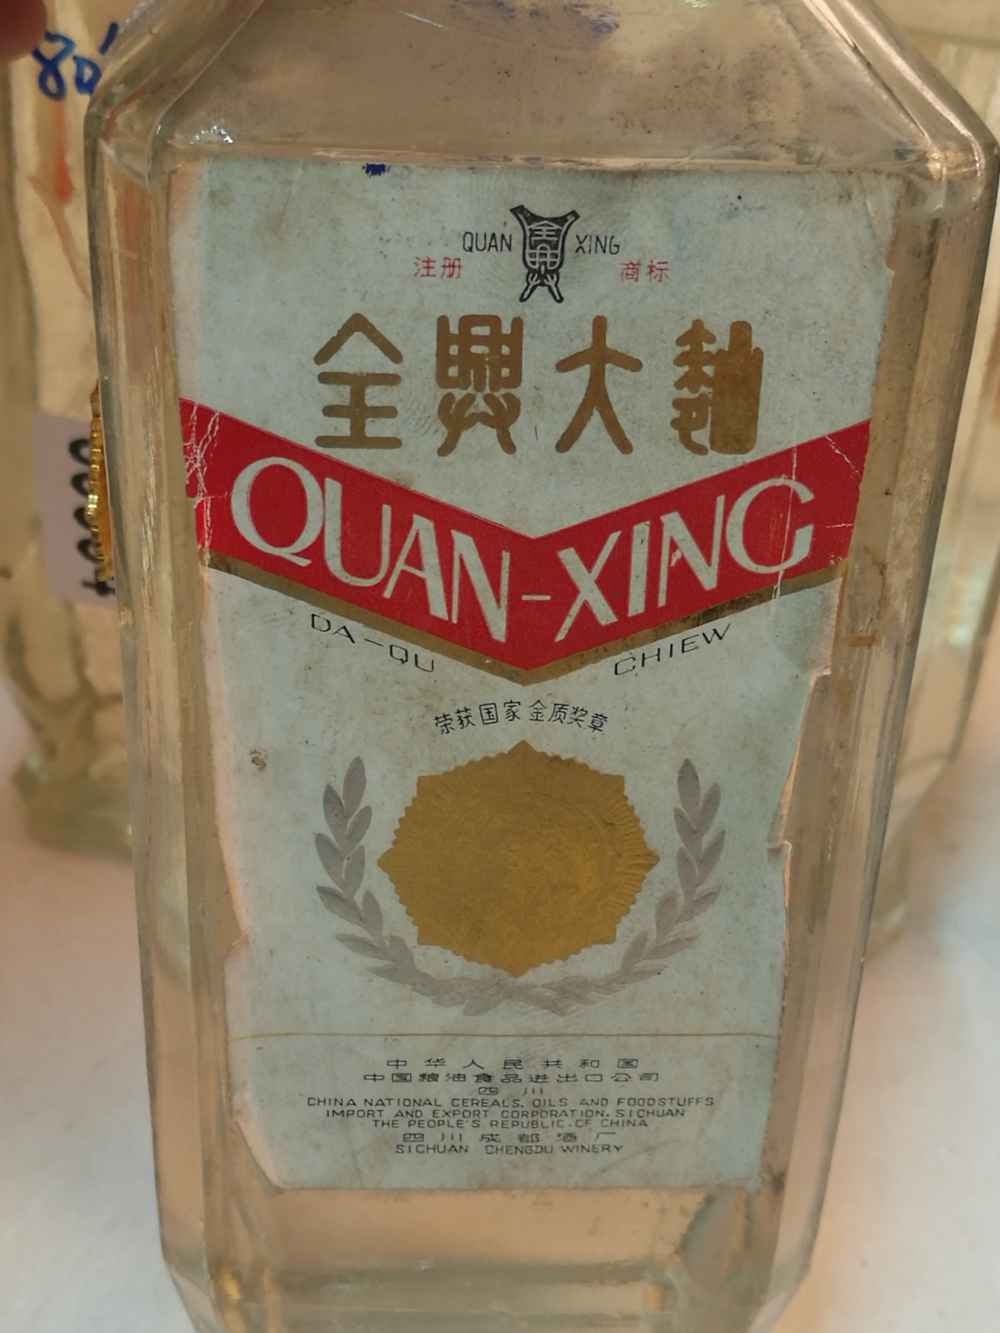 80'
QUAN 全興 XING
注册 商标
全興大麯
QUAN-XING
DA-QU CHIEW
荣获国家金质奖章
中华人民共和国
中国粮油食品进出口公司
四川
CHINA NATIONAL CEREALS, OILS AND FOODSTUFFS
IMPORT AND EXPORT CORPORATION. SICHUAN
THE PEOPLE'S REPUBLIC.OF CHINA
四川成都酒厂
SICHUAN CHENGDU WINERY